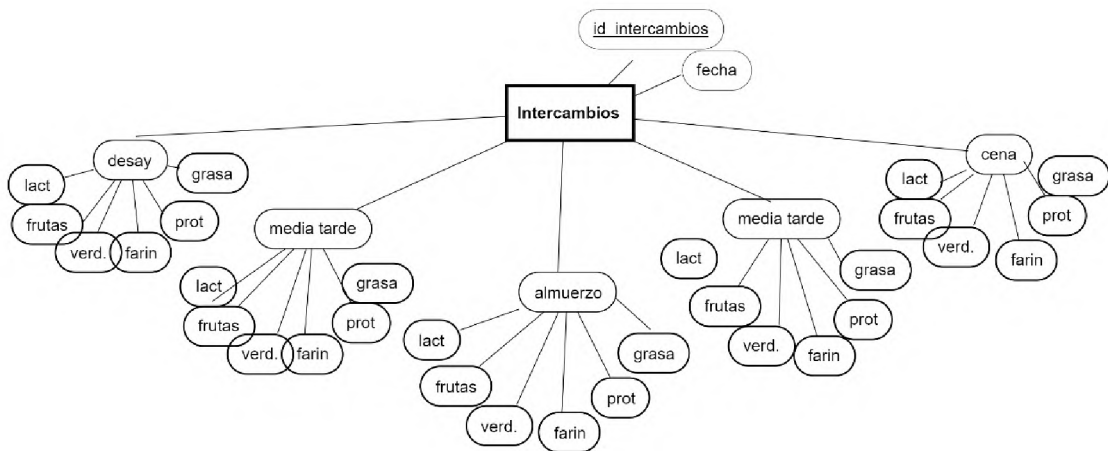 id_intercambios
fecha
Intercambios
desay
lact
frutas
verd.
farin
prot
grasa
media tarde
lact
frutas
verd.
farin
prot
grasa
almuerzo
lact
frutas
verd.
farin
prot
grasa
media tarde
lact
frutas
verd.
farin
prot
grasa
cena
lact
frutas
verd.
farin
prot
grasa